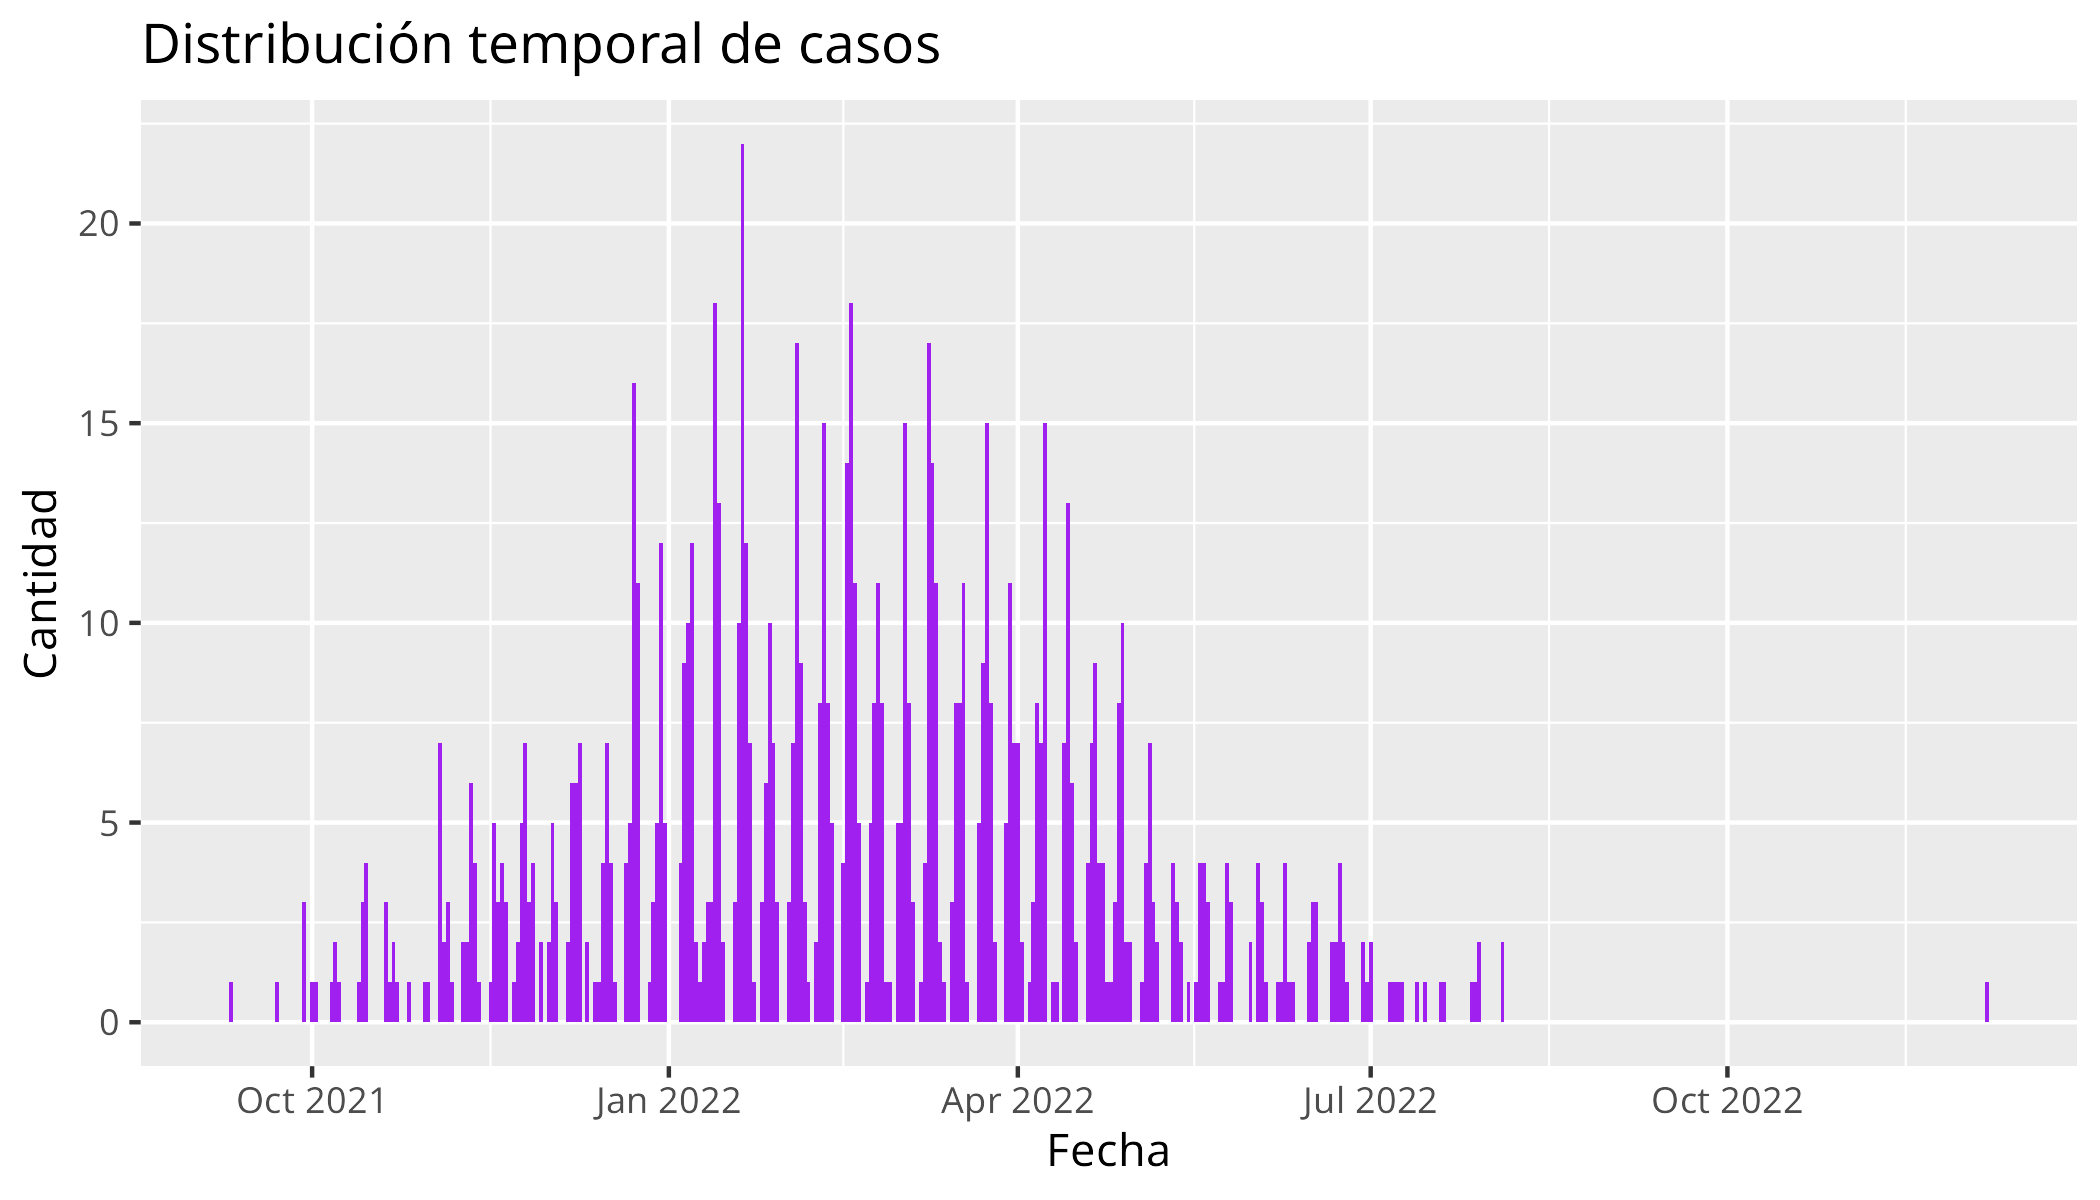 Distribución temporal de casos
Cantidad
20
15
10
5
0
Oct 2021
Jan 2022
Apr 2022
Jul 2022
Oct 2022
Fecha